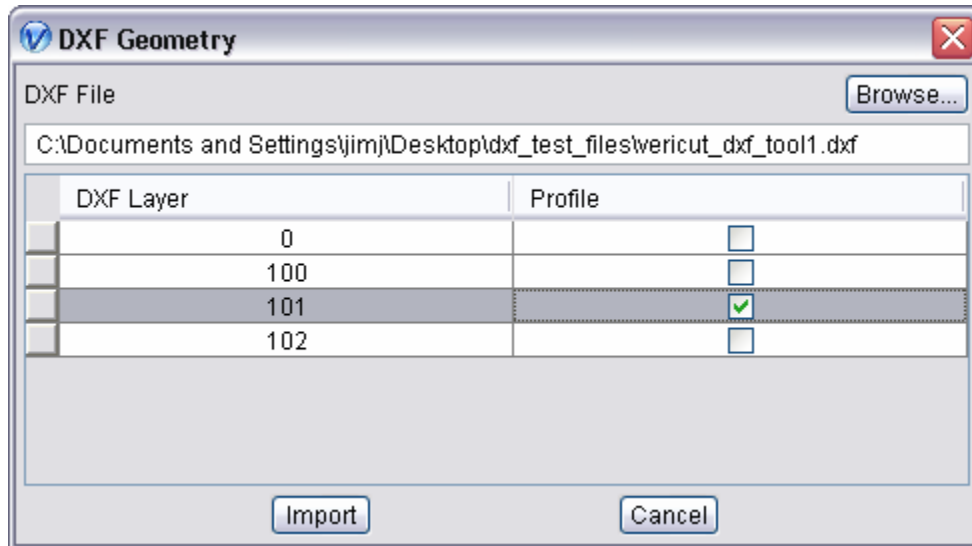 DXF Geometry
DXF File
Browse...
C:\Documents and Settings\jimj\Desktop\dxf_test_files\vericut_dxf_tool1.dxf
DXF Layer Profile
0
100
101
102
Import Cancel